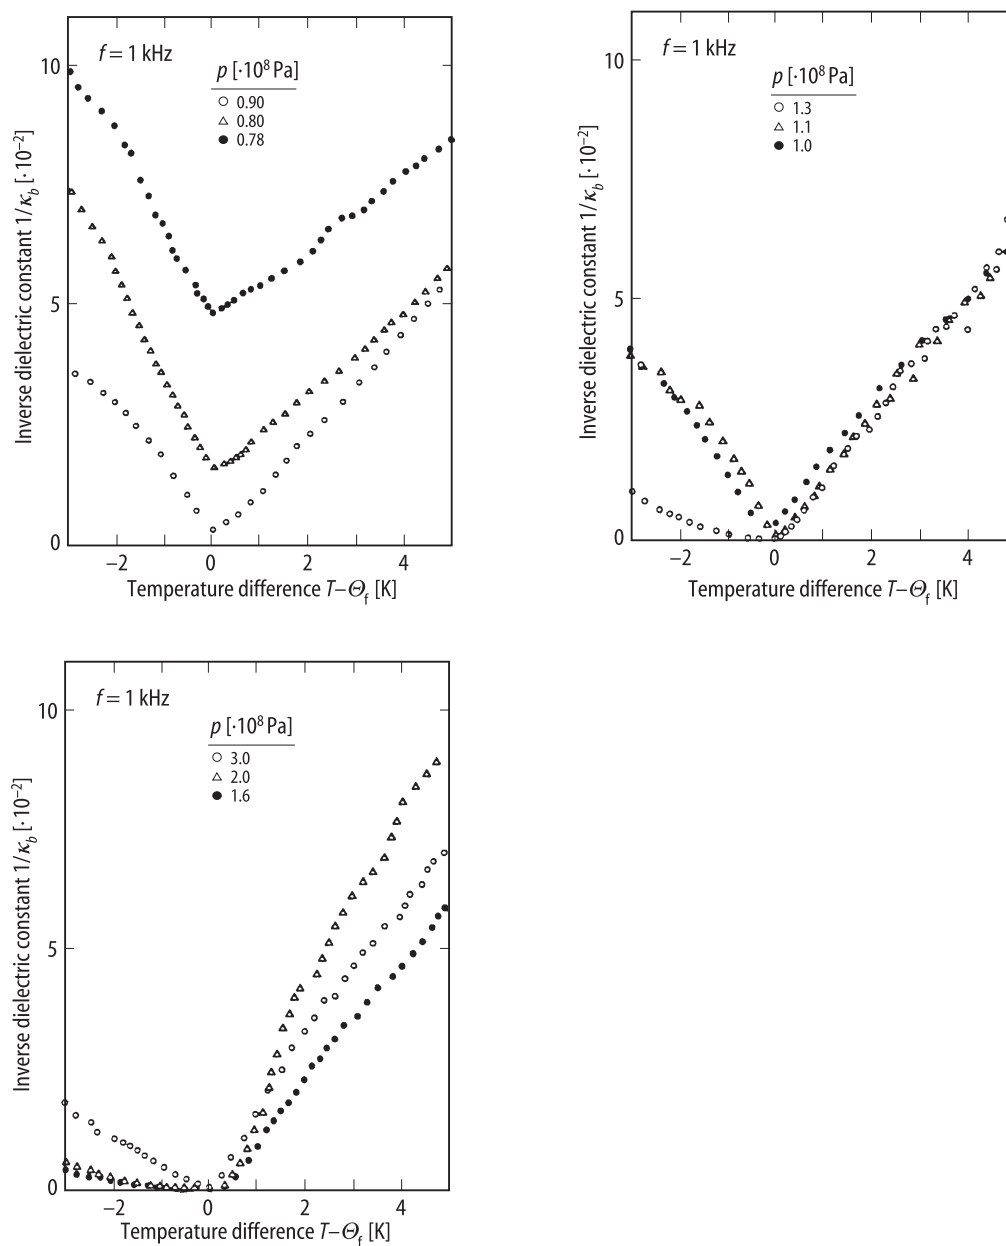 f = 1 kHz
p [·10⁸ Pa]
0.90
0.80
0.78
10
5
0
Inverse dielectric constant 1/κb [·10⁻²]
−2 0 2 4
Temperature difference T−Θf [K]
f = 1 kHz
p [·10⁸ Pa]
1.3
1.1
1.0
10
5
0
Inverse dielectric constant 1/κb [·10⁻²]
−2 0 2 4
Temperature difference T−Θf [K]
f = 1 kHz
p [·10⁸ Pa]
3.0
2.0
1.6
10
5
0
Inverse dielectric constant 1/κb [·10⁻²]
−2 0 2 4
Temperature difference T−Θf [K]